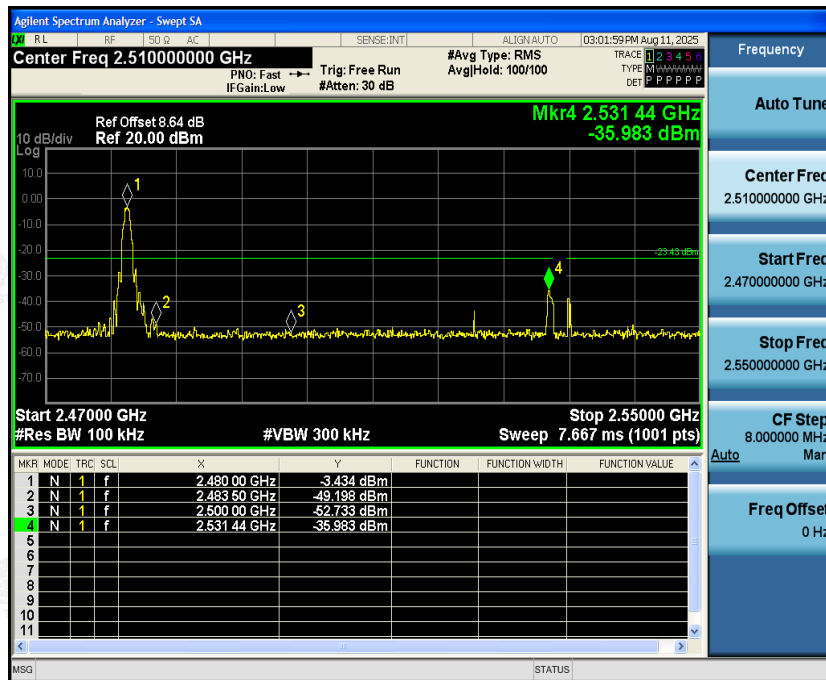 Agilent Spectrum Analyzer - Swept SA
LXI RL RF 50 Ω AC SENSE:INT ALIGN AUTO 03:01:59 PM Aug 11, 2025
Center Freq 2.510000000 GHz
PNO: Fast
IFGain:Low
Trig: Free Run
#Atten: 30 dB
#Avg Type: RMS
Avg|Hold: 100/100
TRACE 1 2 3 4 5 6
TYPE MWWWWW
DET P P P P P P
Frequency
Auto Tune
Center Freq
2.510000000 GHz
Start Freq
2.470000000 GHz
Stop Freq
2.550000000 GHz
CF Step
8.000000 MHz
Auto Man
Freq Offset
0 Hz
Mkr4 2.531 44 GHz
-35.983 dBm
Ref Offset 8.64 dB
10 dB/div Ref 20.00 dBm
Log
10.0
0.00
-10.0
-20.0
-30.0
-40.0
-50.0
-60.0
-70.0
1
2
3
4
-23.43 dBm
Start 2.47000 GHz Stop 2.55000 GHz
#Res BW 100 kHz #VBW 300 kHz Sweep 7.667 ms (1001 pts)
MKR MODE TRC SCL X Y FUNCTION FUNCTION WIDTH FUNCTION VALUE
1 N 1 f 2.480 00 GHz -3.434 dBm
2 N 1 f 2.483 50 GHz -49.198 dBm
3 N 1 f 2.500 00 GHz -52.733 dBm
4 N 1 f 2.531 44 GHz -35.983 dBm
5
6
7
8
9
10
11
MSG STATUS